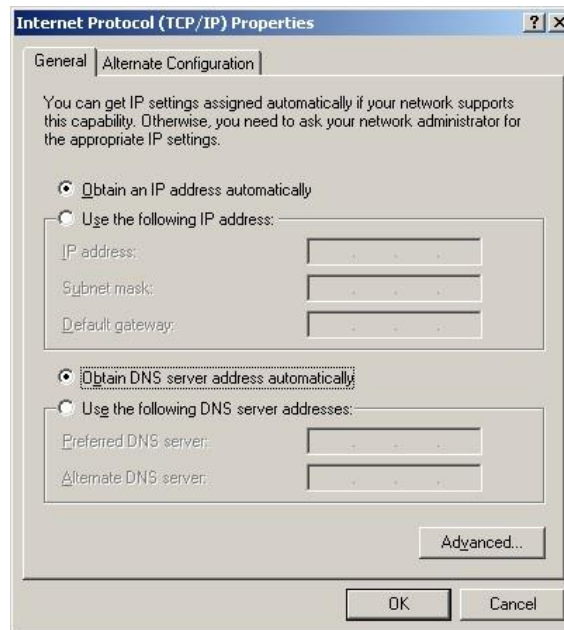 Internet Protocol (TCP/IP) Properties
General
Alternate Configuration
You can get IP settings assigned automatically if your network supports
this capability. Otherwise, you need to ask your network administrator for
the appropriate IP settings.
Obtain an IP address automatically
Use the following IP address:
IP address:
Subnet mask:
Default gateway:
Obtain DNS server address automatically
Use the following DNS server addresses:
Preferred DNS server:
Alternate DNS server:
Advanced...
OK
Cancel